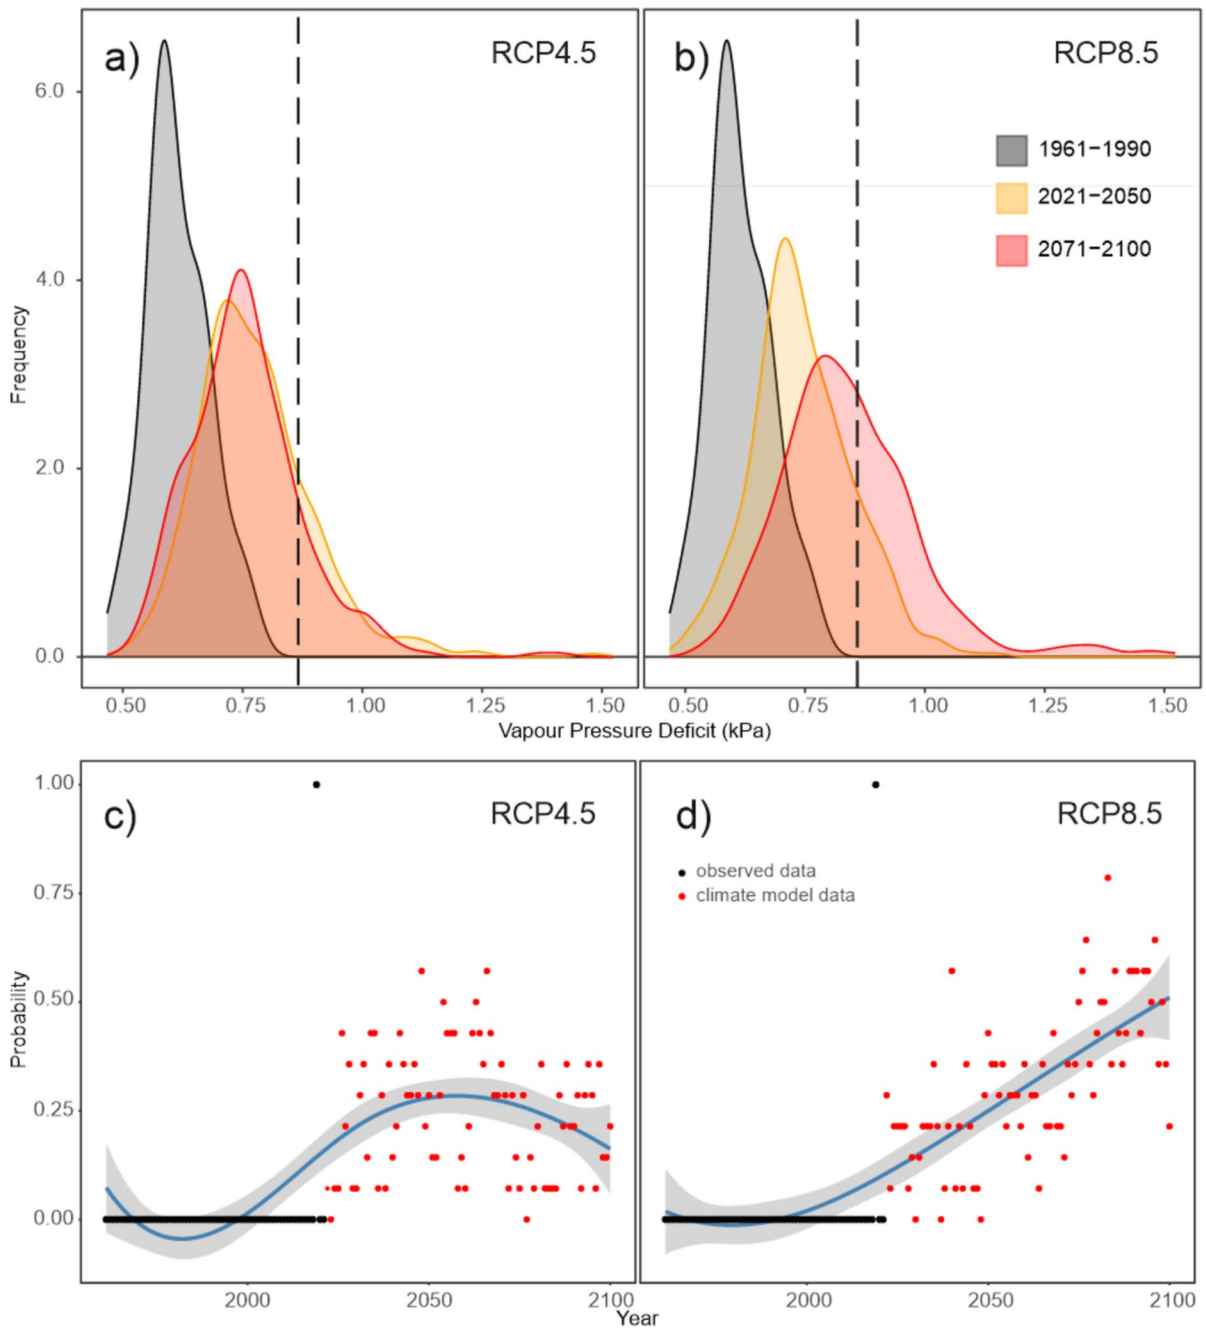 a) RCP4.5
b) RCP8.5
1961−1990
2021−2050
2071−2100
6.0
4.0
2.0
0.0
Frequency
0.50 0.75 1.00 1.25 1.50
0.50 0.75 1.00 1.25 1.50
Vapour Pressure Deficit (kPa)
c) RCP4.5
d) RCP8.5
observed data
climate model data
1.00
0.75
0.50
0.25
0.00
Probability
2000 2050 2100
2000 2050 2100
Year